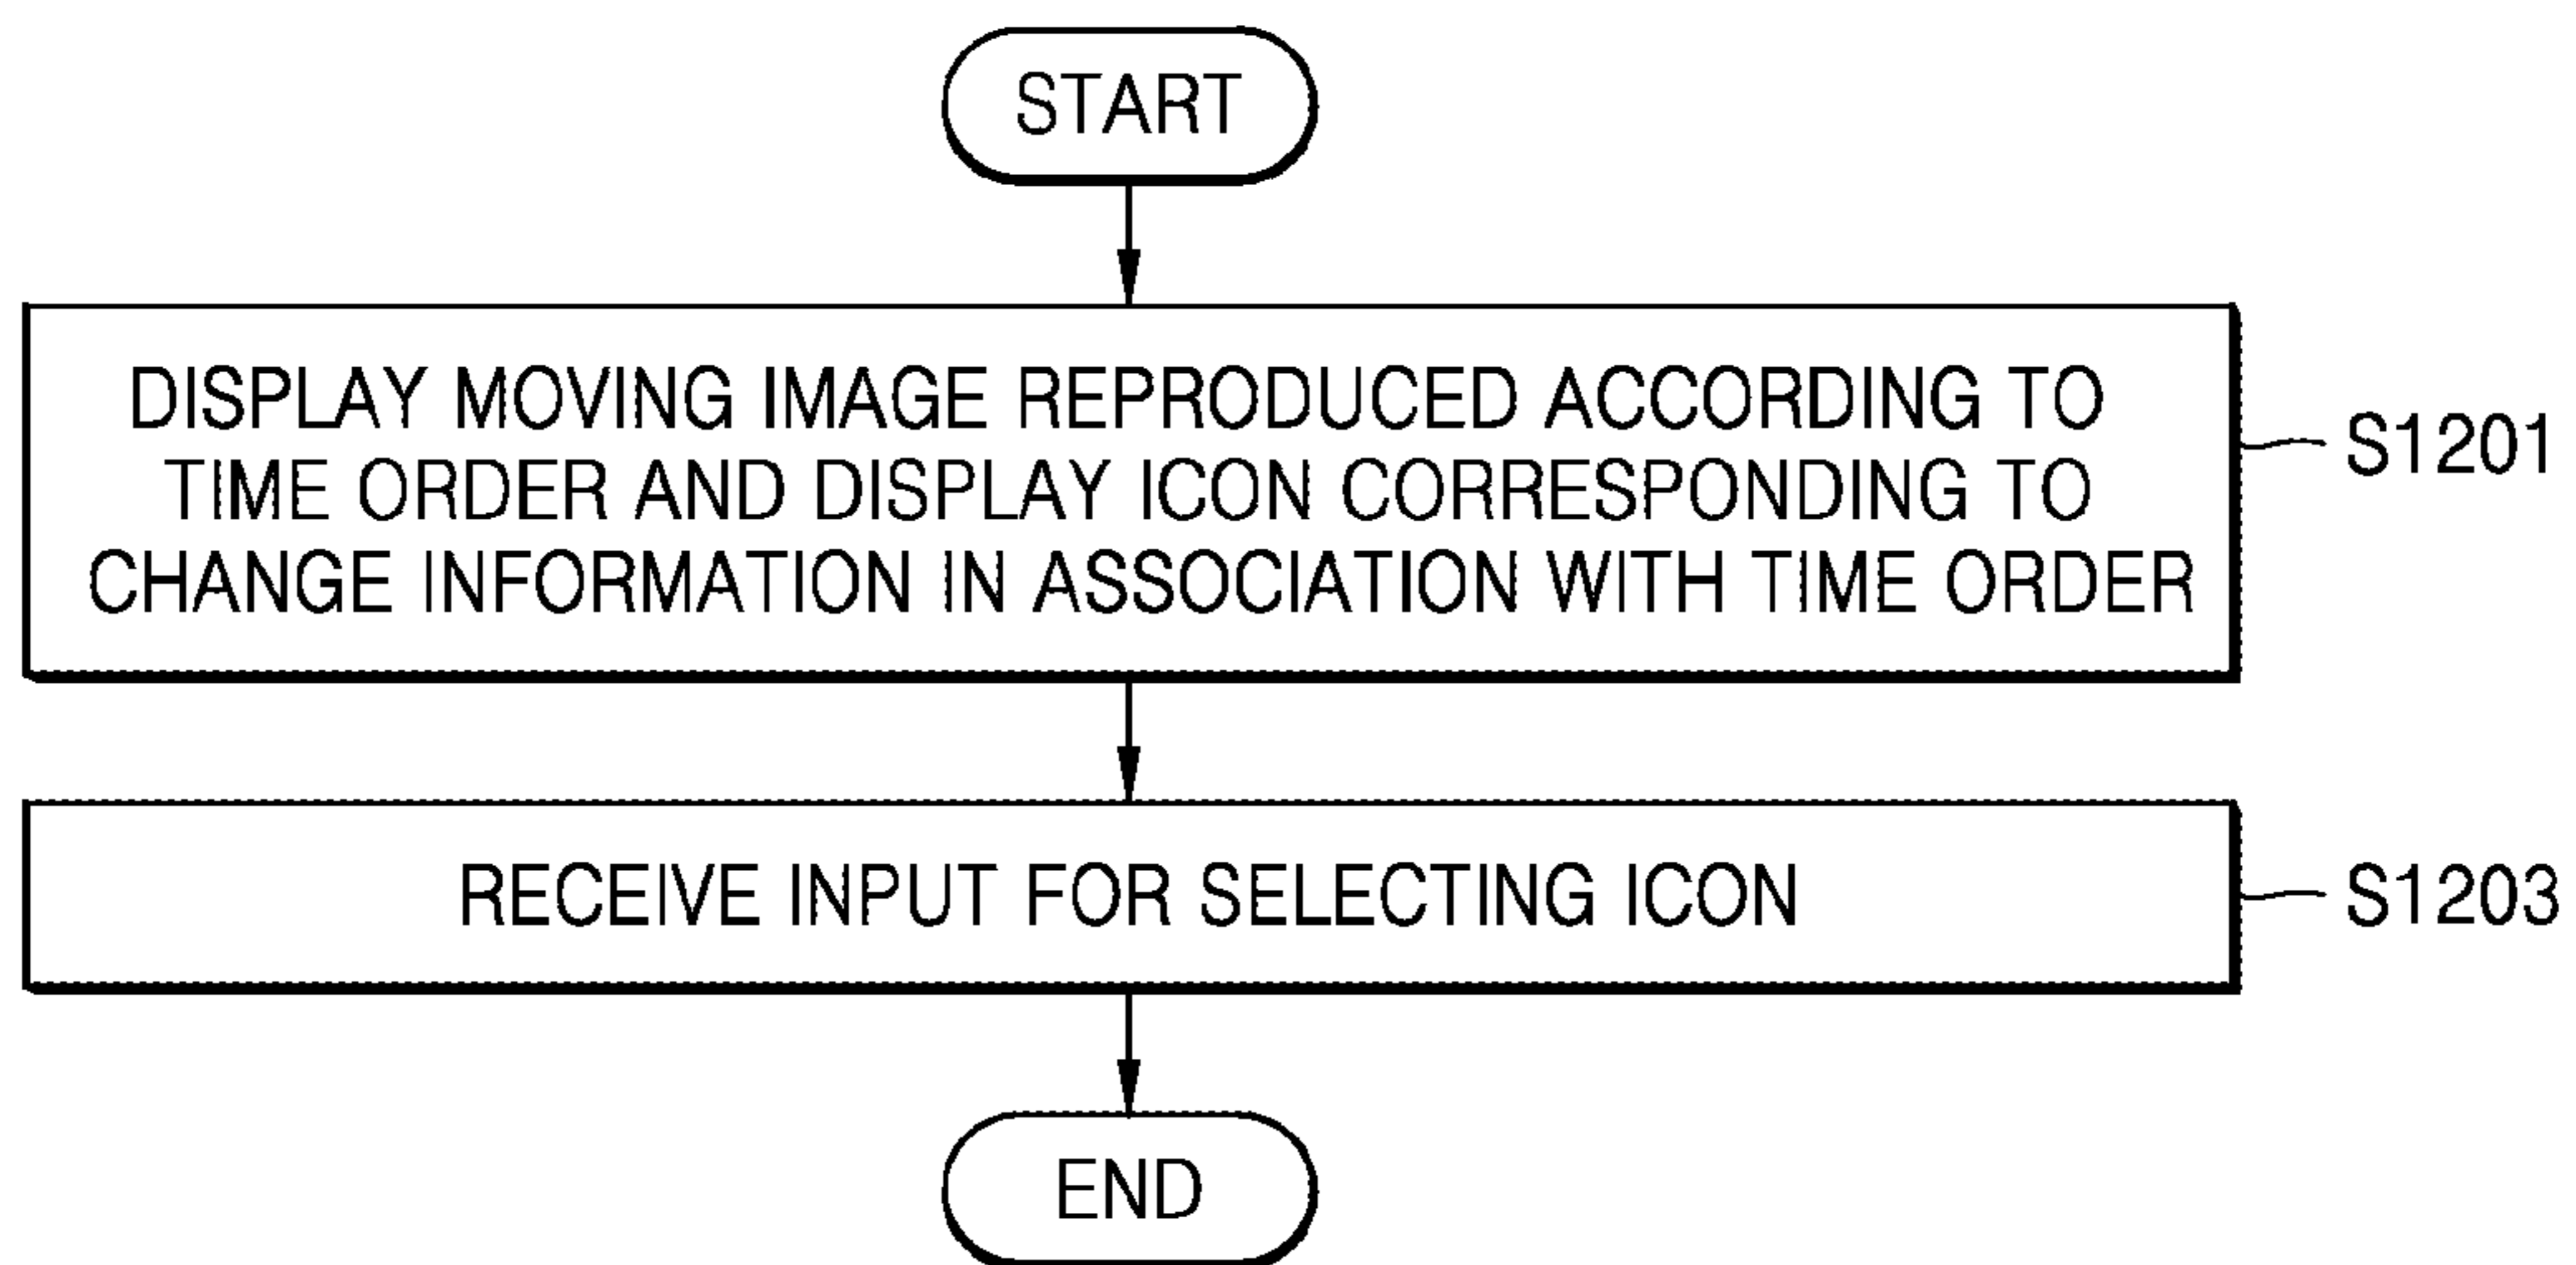 START
DISPLAY MOVING IMAGE REPRODUCED ACCORDING TO
TIME ORDER AND DISPLAY ICON CORRESPONDING TO
CHANGE INFORMATION IN ASSOCIATION WITH TIME ORDER
S1201
RECEIVE INPUT FOR SELECTING ICON
S1203
END